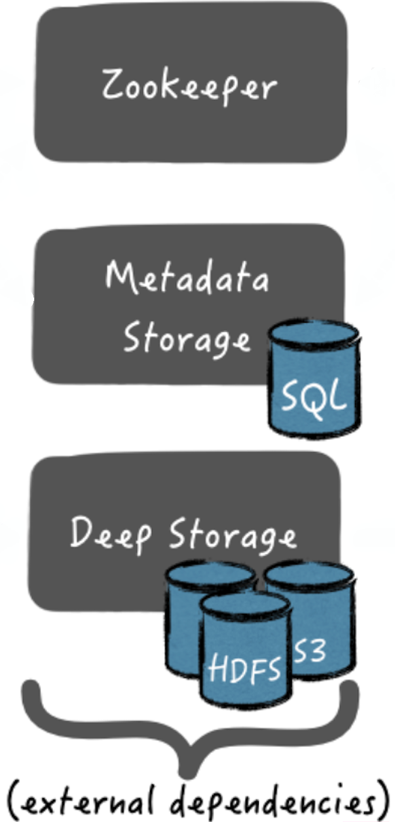 Zookeeper
Metadata
Storage
SQL
Deep Storage
HDFS
S3
(external dependencies)